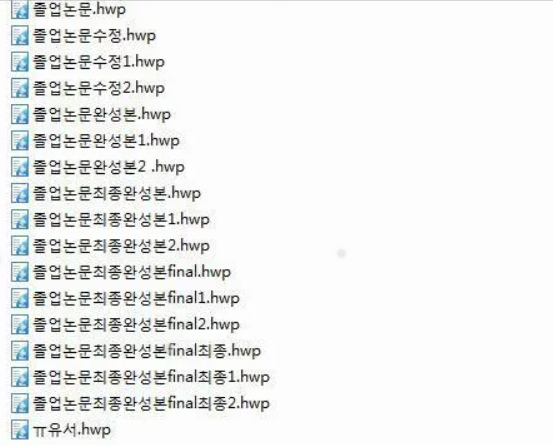 졸업논문.hwp
졸업논문수정.hwp
졸업논문수정1.hwp
졸업논문수정2.hwp
졸업논문완성본.hwp
졸업논문완성본1.hwp
졸업논문완성본2 .hwp
졸업논문최종완성본.hwp
졸업논문최종완성본1.hwp
졸업논문최종완성본2.hwp
졸업논문최종완성본final.hwp
졸업논문최종완성본final1.hwp
졸업논문최종완성본final2.hwp
졸업논문최종완성본final최종.hwp
졸업논문최종완성본final최종1.hwp
졸업논문최종완성본final최종2.hwp
ㅠ유서.hwp